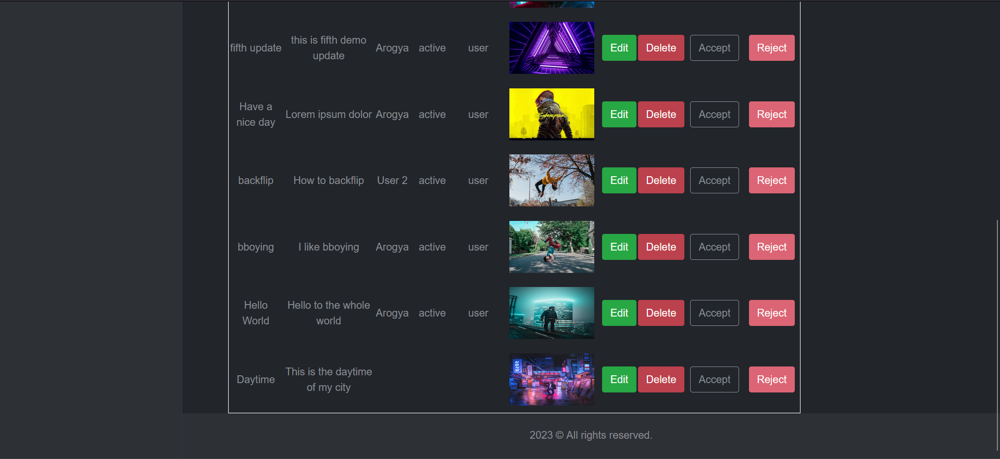 fifth update this is fifth demo update Arogya active user Edit Delete Accept Reject
Have a nice day Lorem ipsum dolor Arogya active user CYBERPUNK Edit Delete Accept Reject
backflip How to backflip User 2 active user Edit Delete Accept Reject
bboying I like bboying Arogya active user Edit Delete Accept Reject
Hello World Hello to the whole world Arogya active user Edit Delete Accept Reject
Daytime This is the daytime of my city Edit Delete Accept Reject
2023 © All rights reserved.